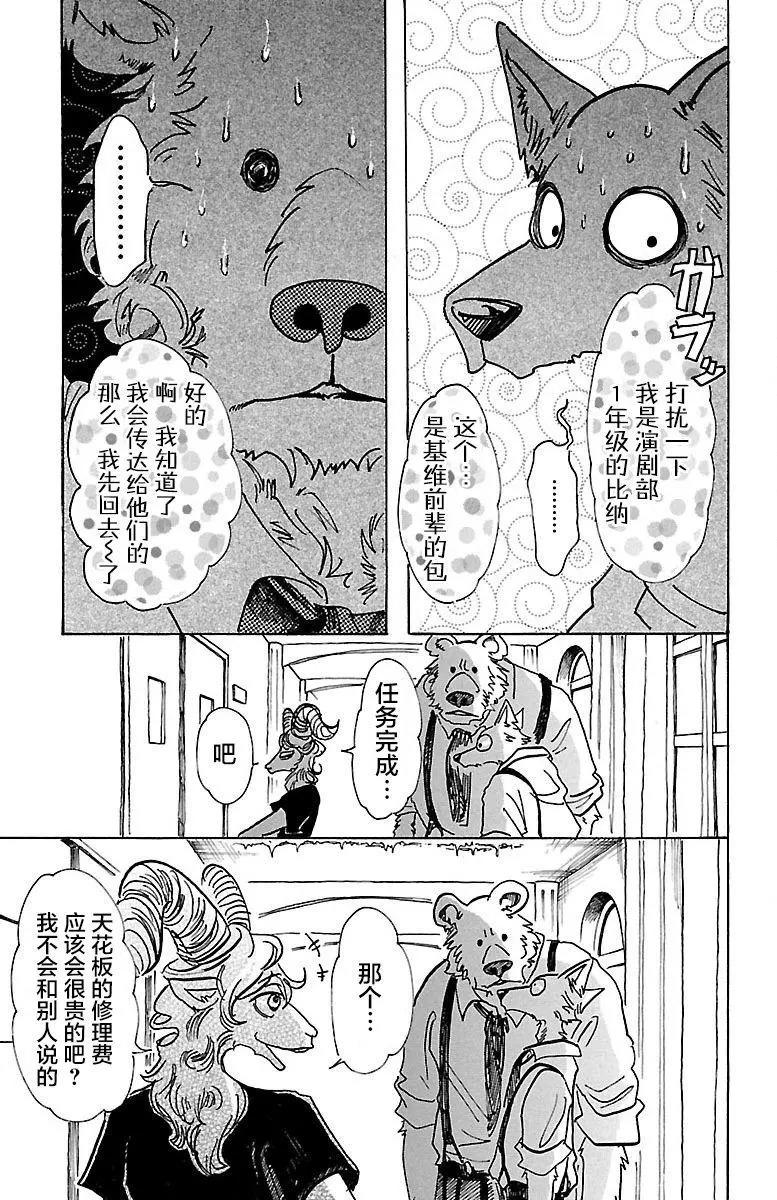 ガラッ
打扰一下
我是演剧部
1年级的比纳
……
这个…
是基维前辈的包
………
好的
啊 我知道了
我会传达给他们的
那么 我先回去～了
任务完成…
吧
那个…
天花板的修理费
应该会很贵的吧?
我不会和别人说的